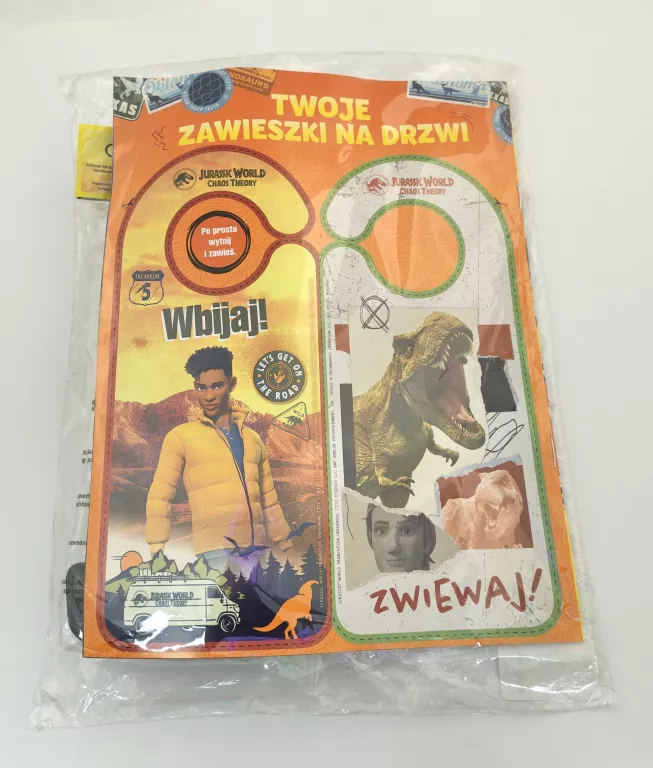 TWOJE
ZAWIESZKI NA DRZWI
JURASSIC WORLD
CHAOS THEORY
Po prostu
wytnij
i zawieś.
5
Wbijaj!
LET'S GET ON
THE ROAD
JURASSIC WORLD
CHAOS THEORY
JURASSIC WORLD
CHAOS THEORY
ZWIEWAJ!